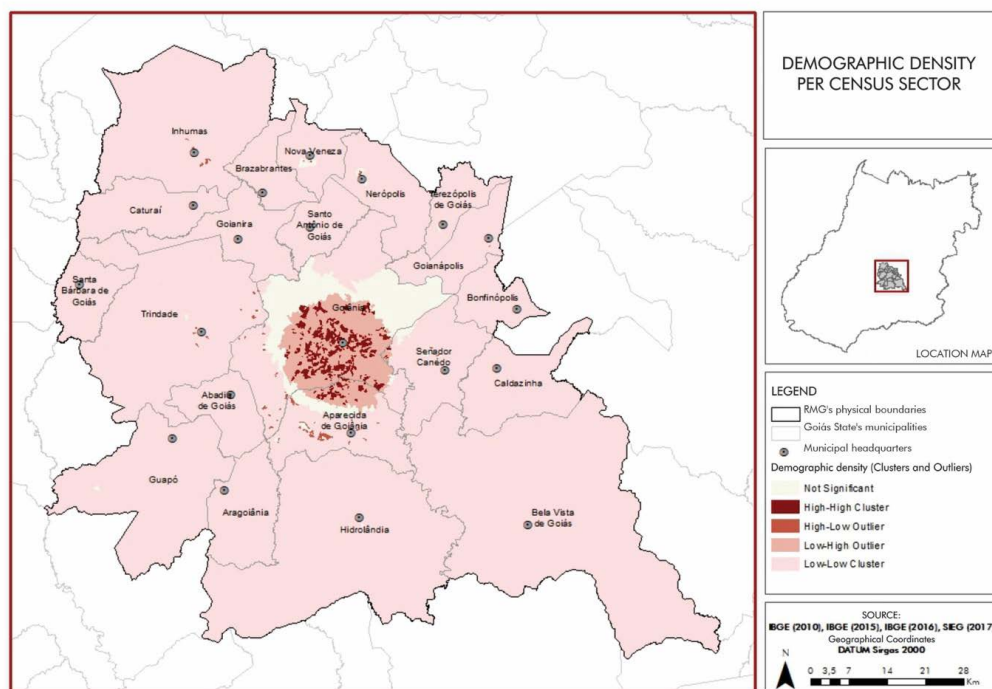 Inhumas
Nova Veneza
Brazabrantes
Nerópolis
Terezópolis
de Goiás
Caturaí
Goianira
Santo
Antônio de
Goiás
Goianápolis
Santa
Bárbara de
Goiás
Bonfinópolis
Trindade
Goiânia
Senador
Canêdo
Caldazinha
Abadia
de Goiás
Aparecida
de Goiânia
Guapó
Aragoiânia
Hidrolândia
Bela Vista
de Goiás
DEMOGRAPHIC DENSITY
PER CENSUS SECTOR
LOCATION MAP
LEGEND
RMG's physical boundaries
Goiás State's municipalities
Municipal headquarters
Demographic density (Clusters and Outliers)
Not Significant
High-High Cluster
High-Low Outlier
Low-High Outlier
Low-Low Cluster
SOURCE:
IBGE (2010), IBGE (2015), IBGE (2016), SIEG (2017
Geographical Coordinates
DATUM Sirgas 2000
N
0 3,5 7 14 21 28
Km